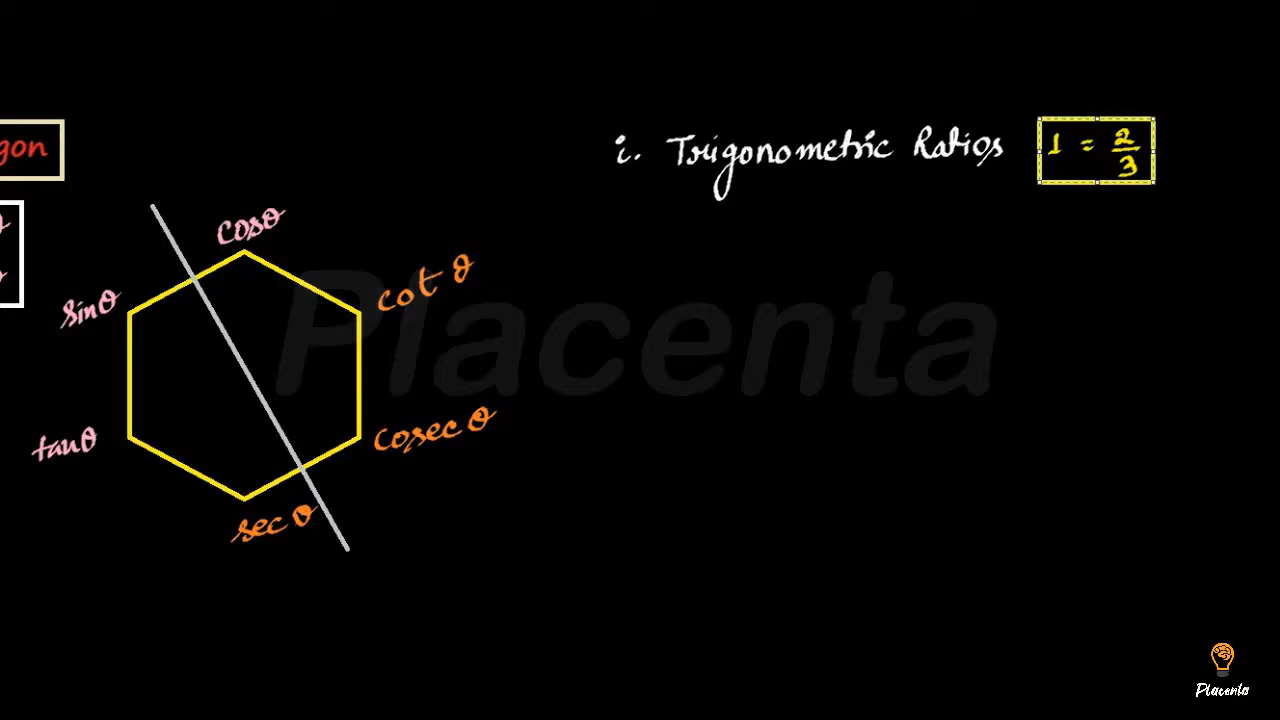 gon
i. Trigonometric Ratios 1 = 2/3
cosθ
cot θ
sinθ
tanθ
cosec θ
sec θ
Placenta
Placenta